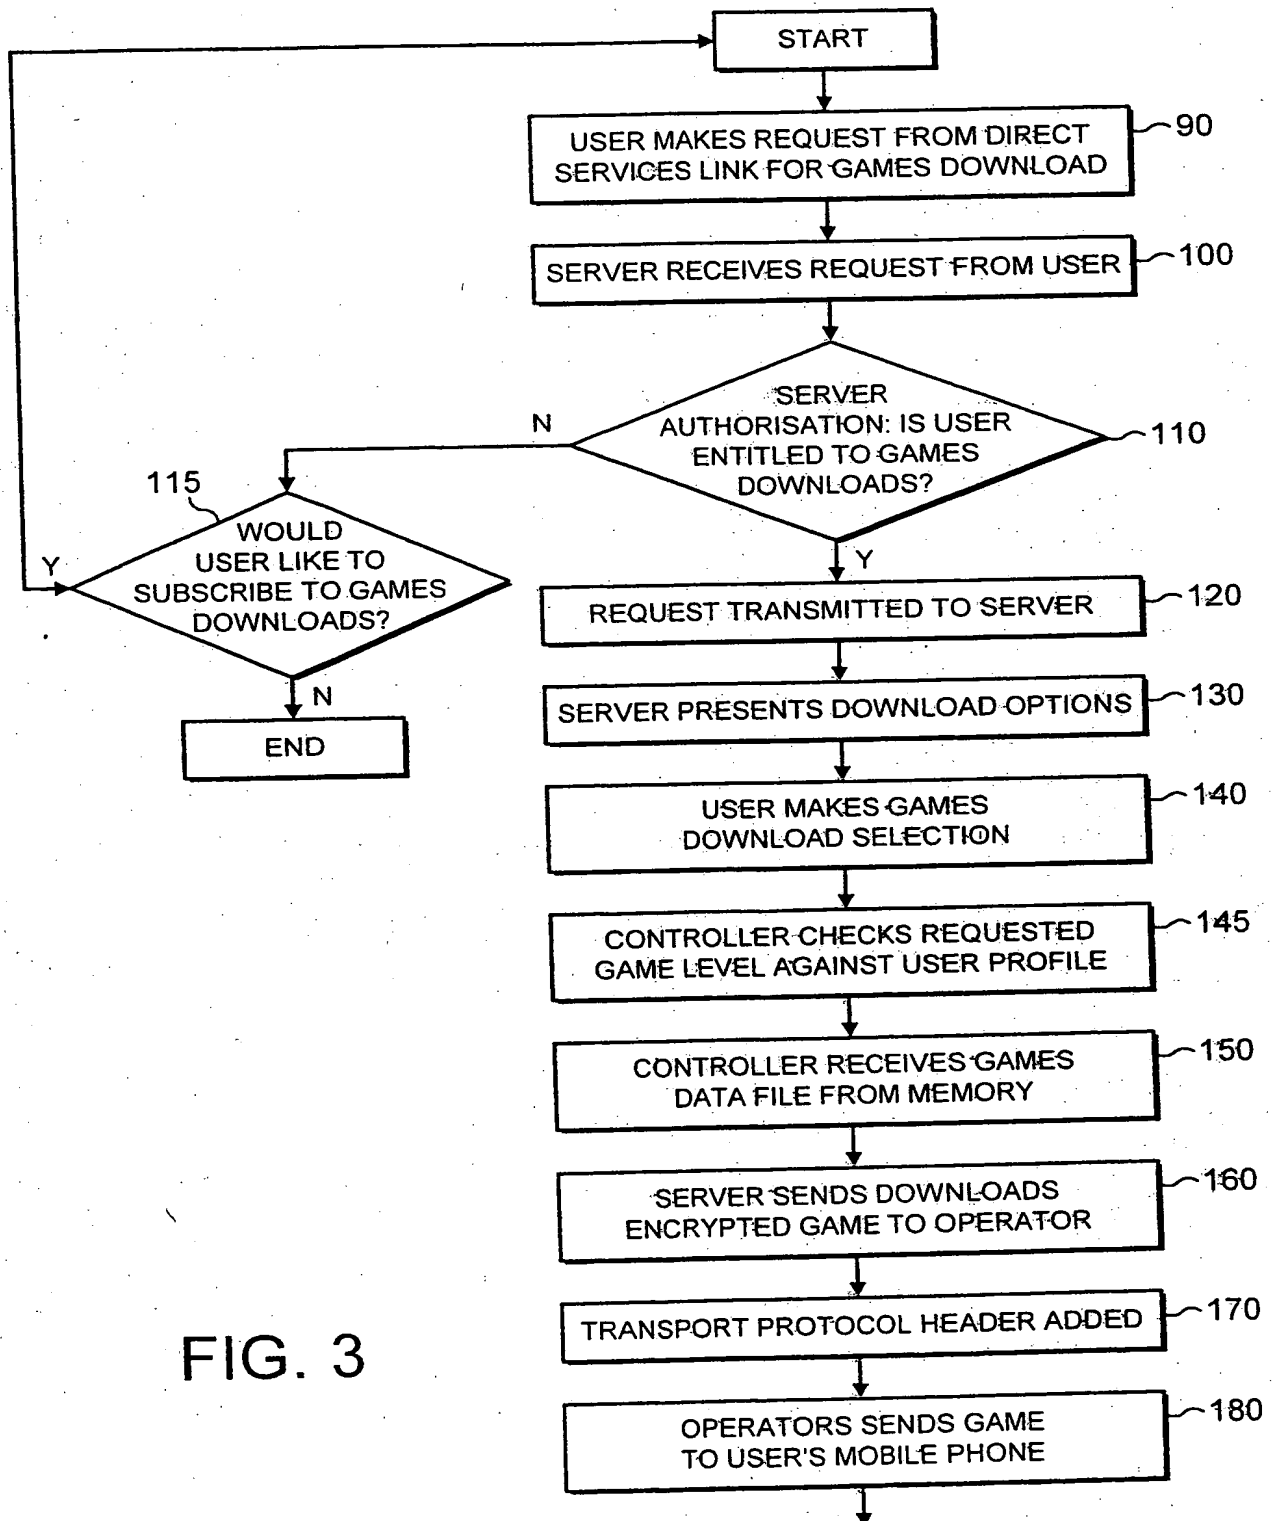 START
USER MAKES REQUEST FROM DIRECT
SERVICES LINK FOR GAMES DOWNLOAD
90
SERVER RECEIVES REQUEST FROM USER
100
SERVER
AUTHORISATION: IS USER
ENTITLED TO GAMES
DOWNLOADS?
110
N
115
WOULD
USER LIKE TO
SUBSCRIBE TO GAMES
DOWNLOADS?
Y
N
END
Y
REQUEST TRANSMITTED TO SERVER
120
SERVER PRESENTS DOWNLOAD OPTIONS
130
USER MAKES GAMES
DOWNLOAD SELECTION
140
CONTROLLER CHECKS REQUESTED
GAME LEVEL AGAINST USER PROFILE
145
CONTROLLER RECEIVES GAMES
DATA FILE FROM MEMORY
150
SERVER SENDS DOWNLOADS
ENCRYPTED GAME TO OPERATOR
160
TRANSPORT PROTOCOL HEADER ADDED
170
OPERATORS SENDS GAME
TO USER'S MOBILE PHONE
180
FIG. 3